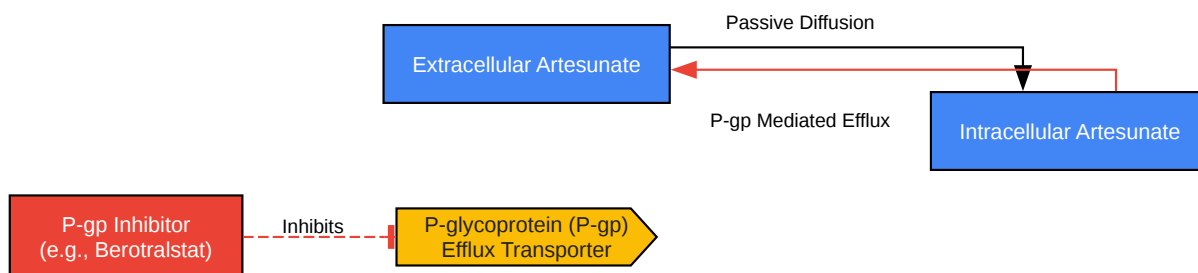 Passive Diffusion
Extracellular Artesunate
P-gp Mediated Efflux
Intracellular Artesunate
P-gp Inhibitor
(e.g., Berotralstat)
Inhibits
P-glycoprotein (P-gp)
Efflux Transporter